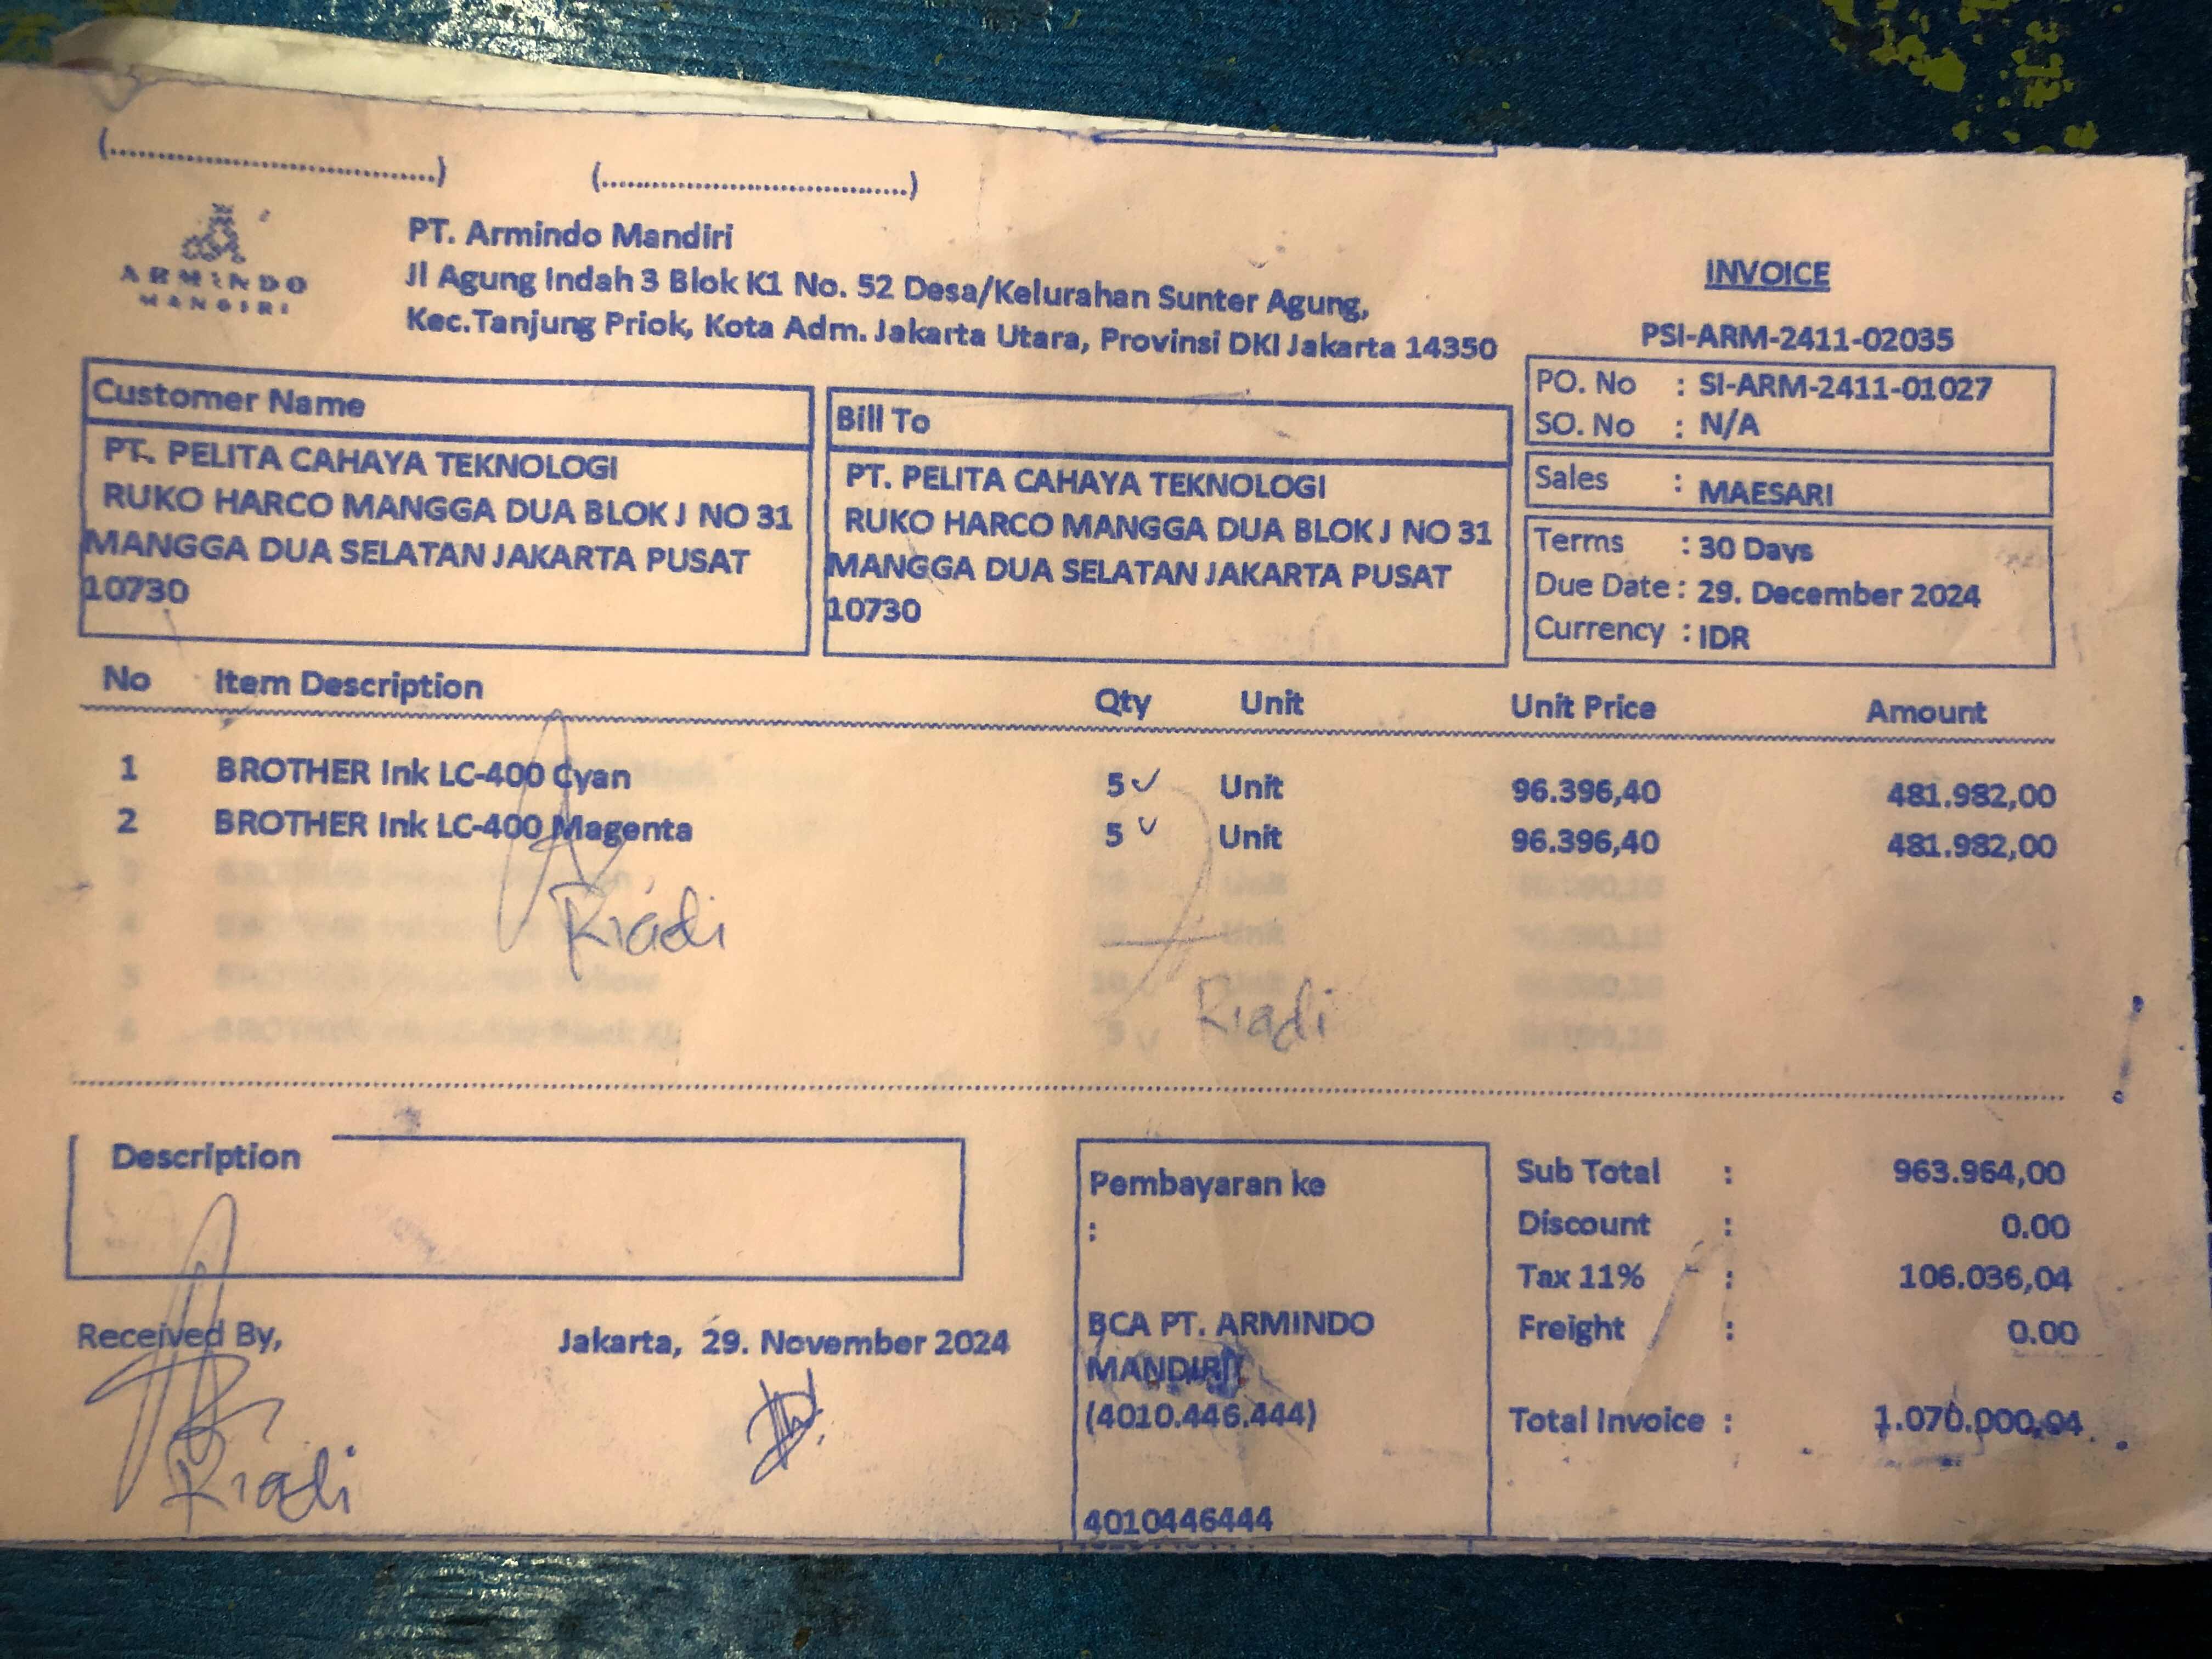 (................................)
(................................)
ARMINDO
MANDIRI
PT. Armindo Mandiri
Jl Agung Indah 3 Blok K1 No. 52 Desa/Kelurahan Sunter Agung,
Kec.Tanjung Priok, Kota Adm. Jakarta Utara, Provinsi DKI Jakarta 14350
INVOICE
PSI-ARM-2411-02035
PO. No : SI-ARM-2411-01027
SO. No : N/A
Sales : MAESARI
Terms : 30 Days
Due Date : 29. December 2024
Currency : IDR
Customer Name
PT. PELITA CAHAYA TEKNOLOGI
RUKO HARCO MANGGA DUA BLOK J NO 31
MANGGA DUA SELATAN JAKARTA PUSAT
10730
Bill To
PT. PELITA CAHAYA TEKNOLOGI
RUKO HARCO MANGGA DUA BLOK J NO 31
MANGGA DUA SELATAN JAKARTA PUSAT
10730
No Item Description Qty Unit Unit Price Amount
1 BROTHER Ink LC-400 Cyan 5 ✓ Unit 96.396,40 481.982,00
2 BROTHER Ink LC-400 Magenta 5 ✓ Unit 96.396,40 481.982,00
Riadi
Riadi
Description
Received By,
Riadi
Jakarta, 29. November 2024
Pembayaran ke
:
BCA PT. ARMINDO
MANDIRI
(4010.446.444)
4010446444
Sub Total : 963.964,00
Discount : 0.00
Tax 11% : 106.036,04
Freight : 0.00
Total Invoice : 1.070.000,04